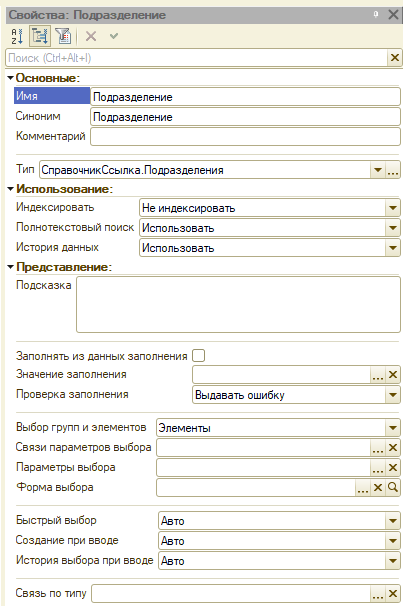 Свойства: Подразделение
Поиск (Ctrl+Alt+I)
Основные:
Имя Подразделение
Синоним Подразделение
Комментарий
Тип СправочникСсылка.Подразделения
Использование:
Индексировать Не индексировать
Полнотекстовый поиск Использовать
История данных Использовать
Представление:
Подсказка
Заполнять из данных заполнения
Значение заполнения
Проверка заполнения Выдавать ошибку
Выбор групп и элементов Элементы
Связи параметров выбора
Параметры выбора
Форма выбора
Быстрый выбор Авто
Создание при вводе Авто
История выбора при вводе Авто
Связь по типу